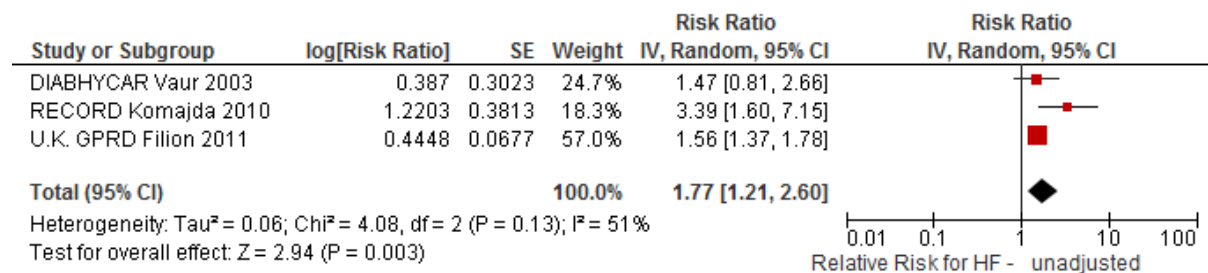 Risk Ratio Risk Ratio
Study or Subgroup log[Risk Ratio] SE Weight IV, Random, 95% CI IV, Random, 95% CI
DIABHYCAR Vaur 2003 0.387 0.3023 24.7% 1.47 [0.81, 2.66]
RECORD Komajda 2010 1.2203 0.3813 18.3% 3.39 [1.60, 7.15]
U.K. GPRD Filion 2011 0.4448 0.0677 57.0% 1.56 [1.37, 1.78]
Total (95% CI) 100.0% 1.77 [1.21, 2.60]
Heterogeneity: Tau² = 0.06; Chi² = 4.08, df = 2 (P = 0.13); I² = 51%
Test for overall effect: Z = 2.94 (P = 0.003)
0.01 0.1 1 10 100
Relative Risk for HF - unadjusted